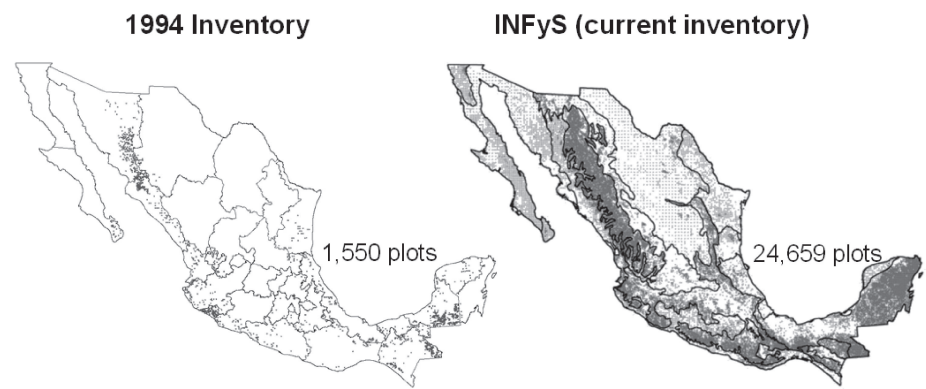 1994 Inventory
INFyS (current inventory)
1,550 plots
24,659 plots